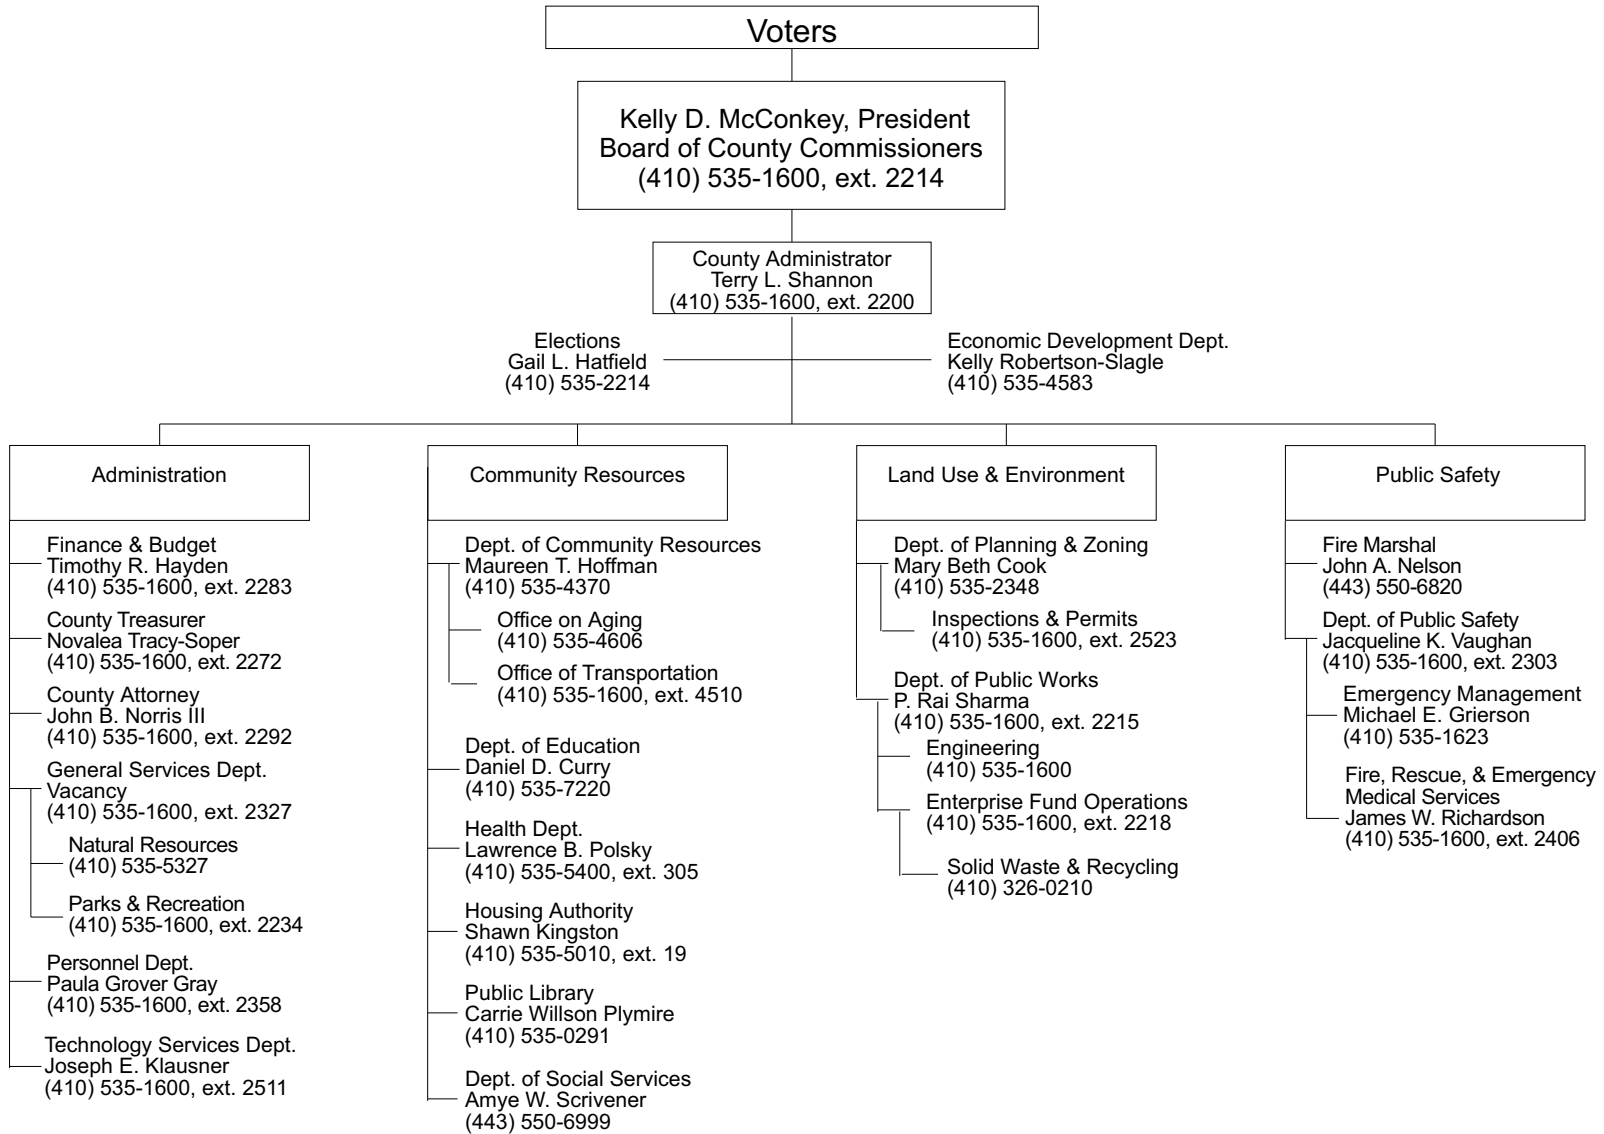 Voters
Kelly D. McConkey, President
Board of County Commissioners
(410) 535-1600, ext. 2214
County Administrator
Terry L. Shannon
(410) 535-1600, ext. 2200
Elections
Gail L. Hatfield
(410) 535-2214
Economic Development Dept.
Kelly Robertson-Slagle
(410) 535-4583
Administration
Finance & Budget
Timothy R. Hayden
(410) 535-1600, ext. 2283
County Treasurer
Novalea Tracy-Soper
(410) 535-1600, ext. 2272
County Attorney
John B. Norris III
(410) 535-1600, ext. 2292
General Services Dept.
Vacancy
(410) 535-1600, ext. 2327
Natural Resources
(410) 535-5327
Parks & Recreation
(410) 535-1600, ext. 2234
Personnel Dept.
Paula Grover Gray
(410) 535-1600, ext. 2358
Technology Services Dept.
Joseph E. Klausner
(410) 535-1600, ext. 2511
Community Resources
Dept. of Community Resources
Maureen T. Hoffman
(410) 535-4370
Office on Aging
(410) 535-4606
Office of Transportation
(410) 535-1600, ext. 4510
Dept. of Education
Daniel D. Curry
(410) 535-7220
Health Dept.
Lawrence B. Polsky
(410) 535-5400, ext. 305
Housing Authority
Shawn Kingston
(410) 535-5010, ext. 19
Public Library
Carrie Willson Plymire
(410) 535-0291
Dept. of Social Services
Amye W. Scrivener
(443) 550-6999
Land Use & Environment
Dept. of Planning & Zoning
Mary Beth Cook
(410) 535-2348
Inspections & Permits
(410) 535-1600, ext. 2523
Dept. of Public Works
P. Rai Sharma
(410) 535-1600, ext. 2215
Engineering
(410) 535-1600
Enterprise Fund Operations
(410) 535-1600, ext. 2218
Solid Waste & Recycling
(410) 326-0210
Public Safety
Fire Marshal
John A. Nelson
(443) 550-6820
Dept. of Public Safety
Jacqueline K. Vaughan
(410) 535-1600, ext. 2303
Emergency Management
Michael E. Grierson
(410) 535-1623
Fire, Rescue, & Emergency
Medical Services
James W. Richardson
(410) 535-1600, ext. 2406